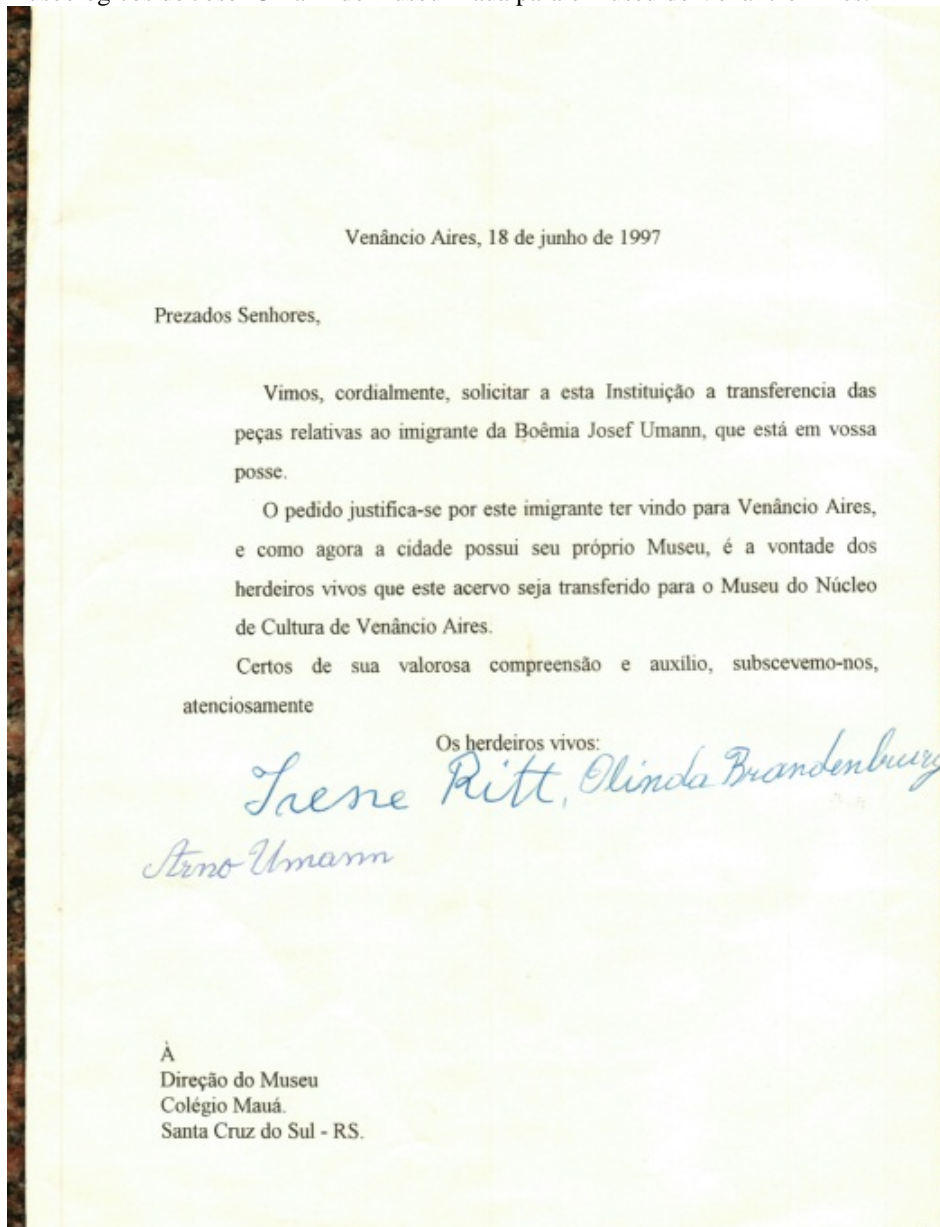 Venâncio Aires, 18 de junho de 1997
Prezados Senhores,
Vimos, cordialmente, solicitar a esta Instituição a transferencia das
peças relativas ao imigrante da Boêmia Josef Umann, que está em vossa
posse.
O pedido justifica-se por este imigrante ter vindo para Venâncio Aires,
e como agora a cidade possui seu próprio Museu, é a vontade dos
herdeiros vivos que este acervo seja transferido para o Museu do Núcleo
de Cultura de Venâncio Aires.
Certos de sua valorosa compreensão e auxílio, subscevemo-nos,
atenciosamente
Os herdeiros vivos:
Irene Ritt, Olinda Brandenburg
Arno Umann
À
Direção do Museu
Colégio Mauá.
Santa Cruz do Sul - RS.